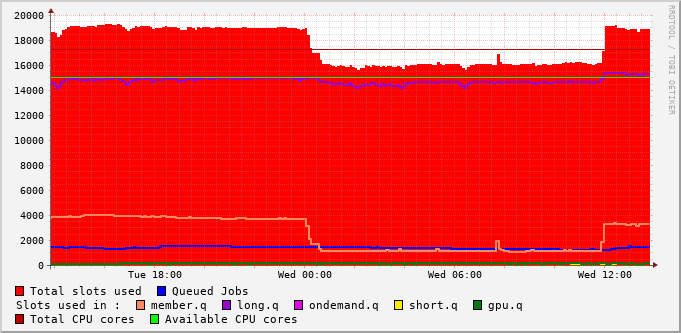 20000
18000
16000
14000
12000
10000
8000
6000
4000
2000
0
Tue 18:00 Wed 00:00 Wed 06:00 Wed 12:00
RRDTOOL / TOBI OETIKER
Total slots used Queued Jobs
Slots used in : member.q long.q ondemand.q short.q gpu.q
Total CPU cores Available CPU cores